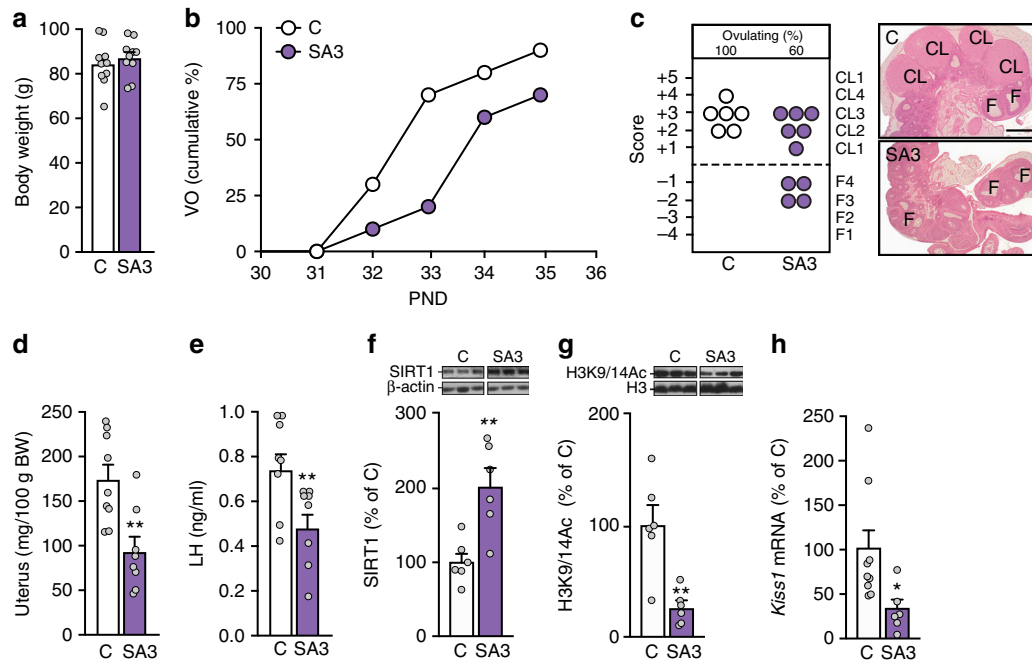 a
Body weight (g)
100
80
60
40
20
0
C SA3
b
C
SA3
VO (cumulative %)
100
75
50
25
0
30 31 32 33 34 35 36
PND
c
Ovulating (%)
100 60
Score
+5 CL1
+4 CL4
+3 CL3
+2 CL2
+1 CL1
–1 F4
–2 F3
–3 F2
–4 F1
C SA3
C
CL CL
CL CL
F
F
SA3
F
F
F
d
Uterus (mg/100 g BW)
250
200
150
100
50
0
**
C SA3
e
LH (ng/ml)
1.0
0.8
0.6
0.4
0.2
0.0
**
C SA3
f
C SA3
SIRT1
β-actin
SIRT1 (% of C)
300
200
100
0
**
C SA3
g
C SA3
H3K9/14Ac
H3
H3K9/14Ac (% of C)
200
100
0
**
C SA3
h
Kiss1 mRNA (% of C)
250
200
150
100
50
0
*
C SA3